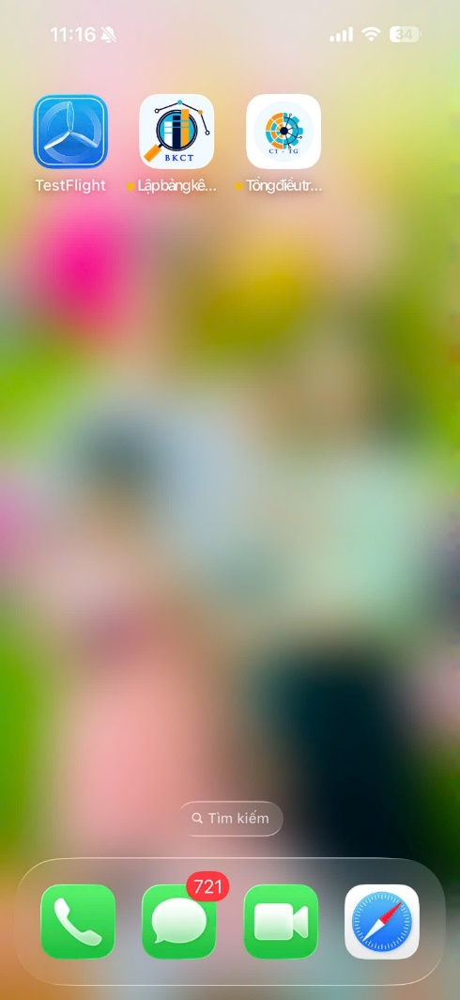 11:16
34
BKCT
CT - TG
TestFlight
Lập bảng kê...
Tổng điều tr...
Tìm kiếm
721